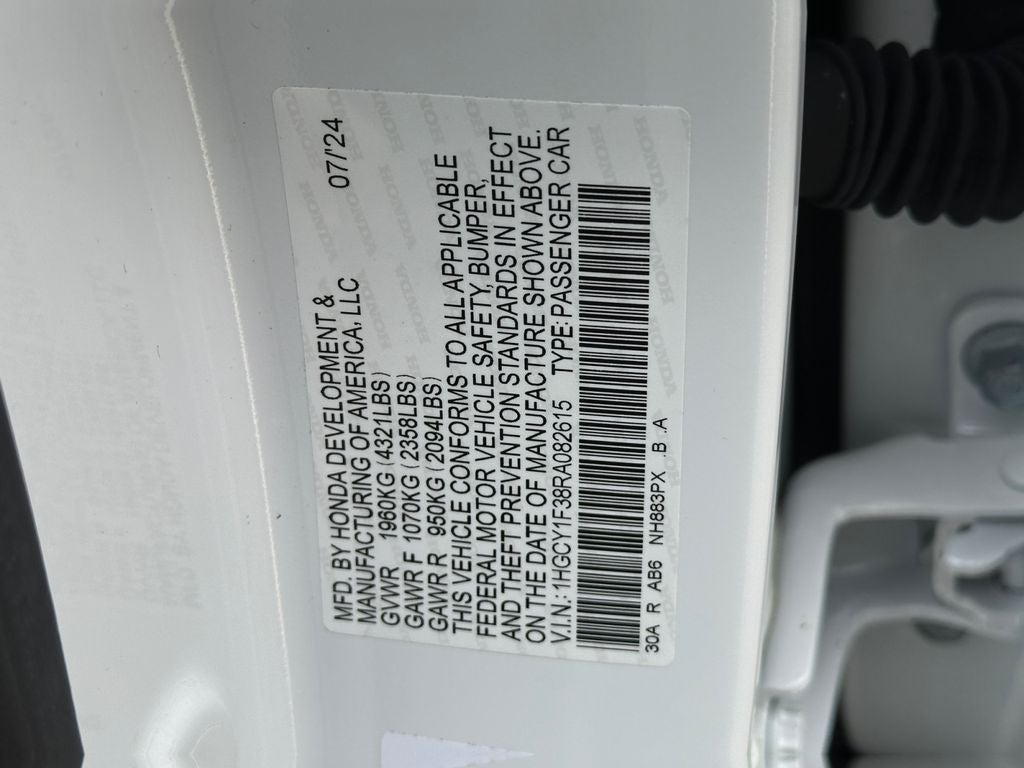 MFD. BY HONDA DEVELOPMENT & 07/'24
MANUFACTURING OF AMERICA, LLC
GVWR 1960KG (4321LBS)
GAWR F 1070KG (2358LBS)
GAWR R 950KG (2094LBS)
THIS VEHICLE CONFORMS TO ALL APPLICABLE
FEDERAL MOTOR VEHICLE SAFETY, BUMPER,
AND THEFT PREVENTION STANDARDS IN EFFECT
ON THE DATE OF MANUFACTURE SHOWN ABOVE.
V.I.N.: 1HGCY1F38RA082615 TYPE: PASSENGER CAR
30A R AB6 NH883PX .B .A